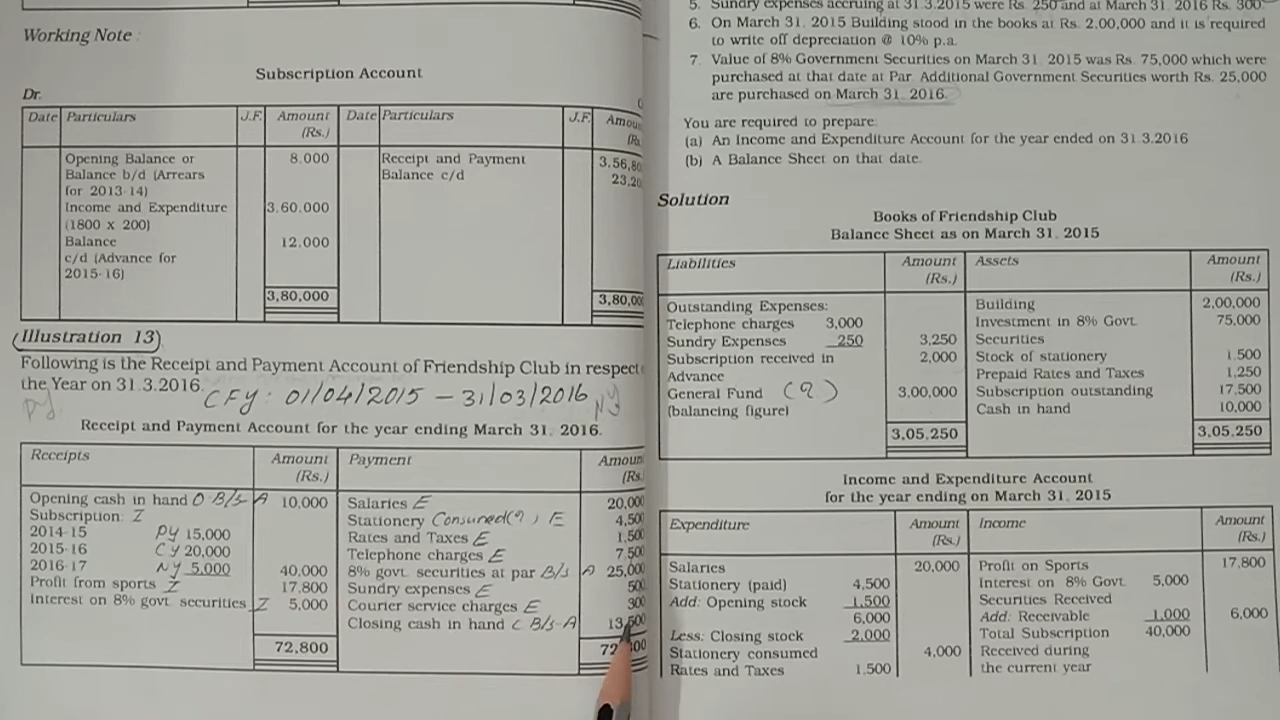 Working Note :
Subscription Account
Dr.
Date Particulars J.F. Amount (Rs.) Date Particulars J.F. Amou
Opening Balance or 8.000 Receipt and Payment 3.56,80
Balance b/d (Arrears Balance c/d 23.20
for 2013-14)
Income and Expenditure 3.60.000
(1800 x 200)
Balance 12.000
c/d (Advance for
2015-16)
3,80,000 3,80,00
Illustration 13)
Following is the Receipt and Payment Account of Friendship Club in respect
the Year on 31.3.2016.
CFY: 01/04/2015 - 31/03/2016 NY
PY
Receipt and Payment Account for the year ending March 31. 2016.
Receipts Amount (Rs.) Payment Amoun (Rs.
Opening cash in hand O B/S A 10,000 Salaries E 20,000
Subscription: I Stationery Consumed(?) E 4,500
2014-15 PY 15,000 Rates and Taxes E 1,500
2015-16 CY 20,000 Telephone charges E 7,500
2016-17 NY 5,000 40,000 8% govt. securities at par B/S A 25,000
Profit from sports I 17.800 Sundry expenses E 500
Interest on 8% govt securities I 5,000 Courier service charges E 300
Closing cash in hand C B/S-A 13,500
72,800
5. Sundry expenses accruing at 31.3.2015 were Rs. 250 and at March 31. 2016 Rs. 300.
6. On March 31, 2015 Building stood in the books at Rs. 2,00,000 and it is required
to write off depreciation @ 10% p.a.
7. Value of 8% Government Securities on March 31. 2015 was Rs. 75,000 which were
purchased at that date at Par. Additional Government Securities worth Rs. 25,000
are purchased on March 31. 2016.
You are required to prepare:
(a) An Income and Expenditure Account for the year ended on 31.3.2016
(b) A Balance Sheet on that date.
Solution
Books of Friendship Club
Balance Sheet as on March 31. 2015
Liabilities Amount (Rs.) Assets Amount (Rs.)
Outstanding Expenses: Building 2,00,000
Telephone charges 3,000 Investment in 8% Govt. 75,000
Sundry Expenses 250 3,250 Securities
Subscription received in 2,000 Stock of stationery 1.500
Advance Prepaid Rates and Taxes 1,250
General Fund (?) 3,00,000 Subscription outstanding 17,500
(balancing figure) Cash in hand 10,000
3,05,250 3,05,250
Income and Expenditure Account
for the year ending on March 31. 2015
Expenditure Amount (Rs.) Income Amount (Rs.)
Salaries 20,000 Profit on Sports 17,800
Stationery (paid) 4,500 Interest on 8% Govt. 5,000
Add: Opening stock 1.500 Securities Received
6,000 Add: Receivable 1.000 6,000
Less: Closing stock 2.000 Total Subscription 40,000
Stationery consumed 4,000 Received during
Rates and Taxes 1.500 the current year